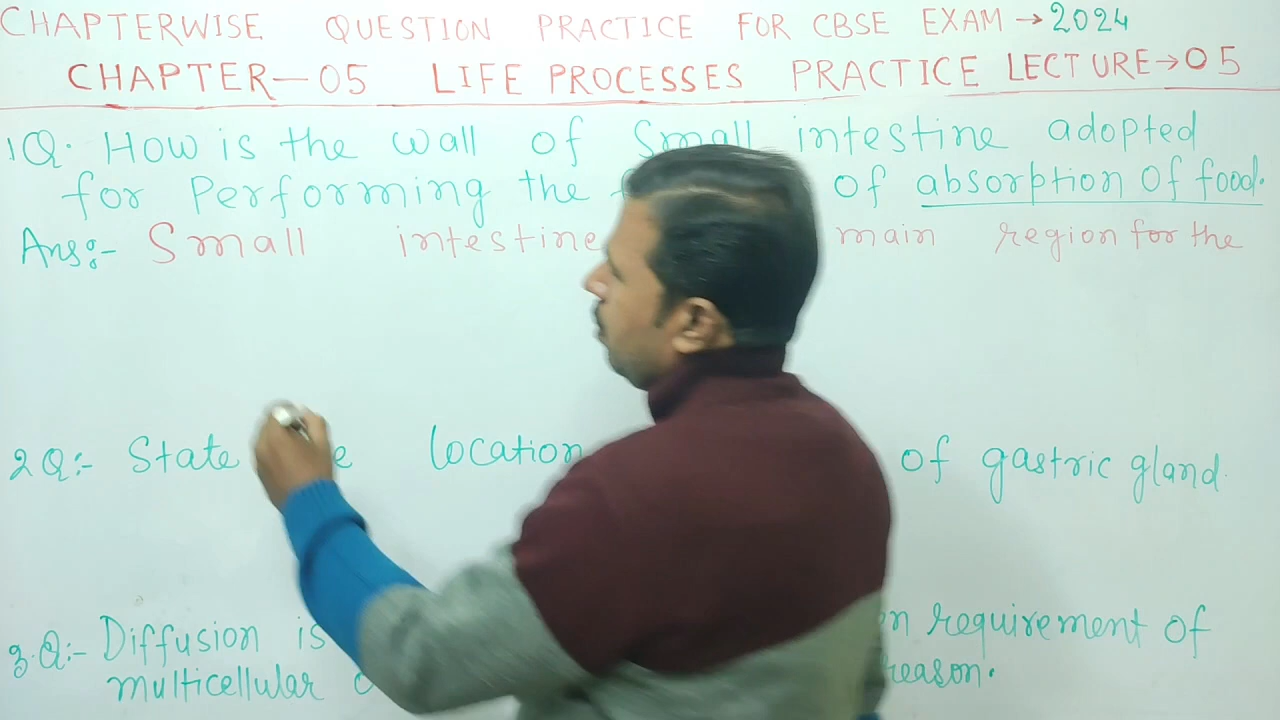 CHAPTERWISE QUESTION PRACTICE FOR CBSE EXAM → 2024
CHAPTER—05 LIFE PROCESSES PRACTICE LECTURE→05
1Q. How is the wall of small intestine adopted
for Performing the of absorption of food.
Ans:- Small intestine main region for the
2Q:- State location of gastric gland.
3.Q:- Diffusion is requirement of
multicellular reason.